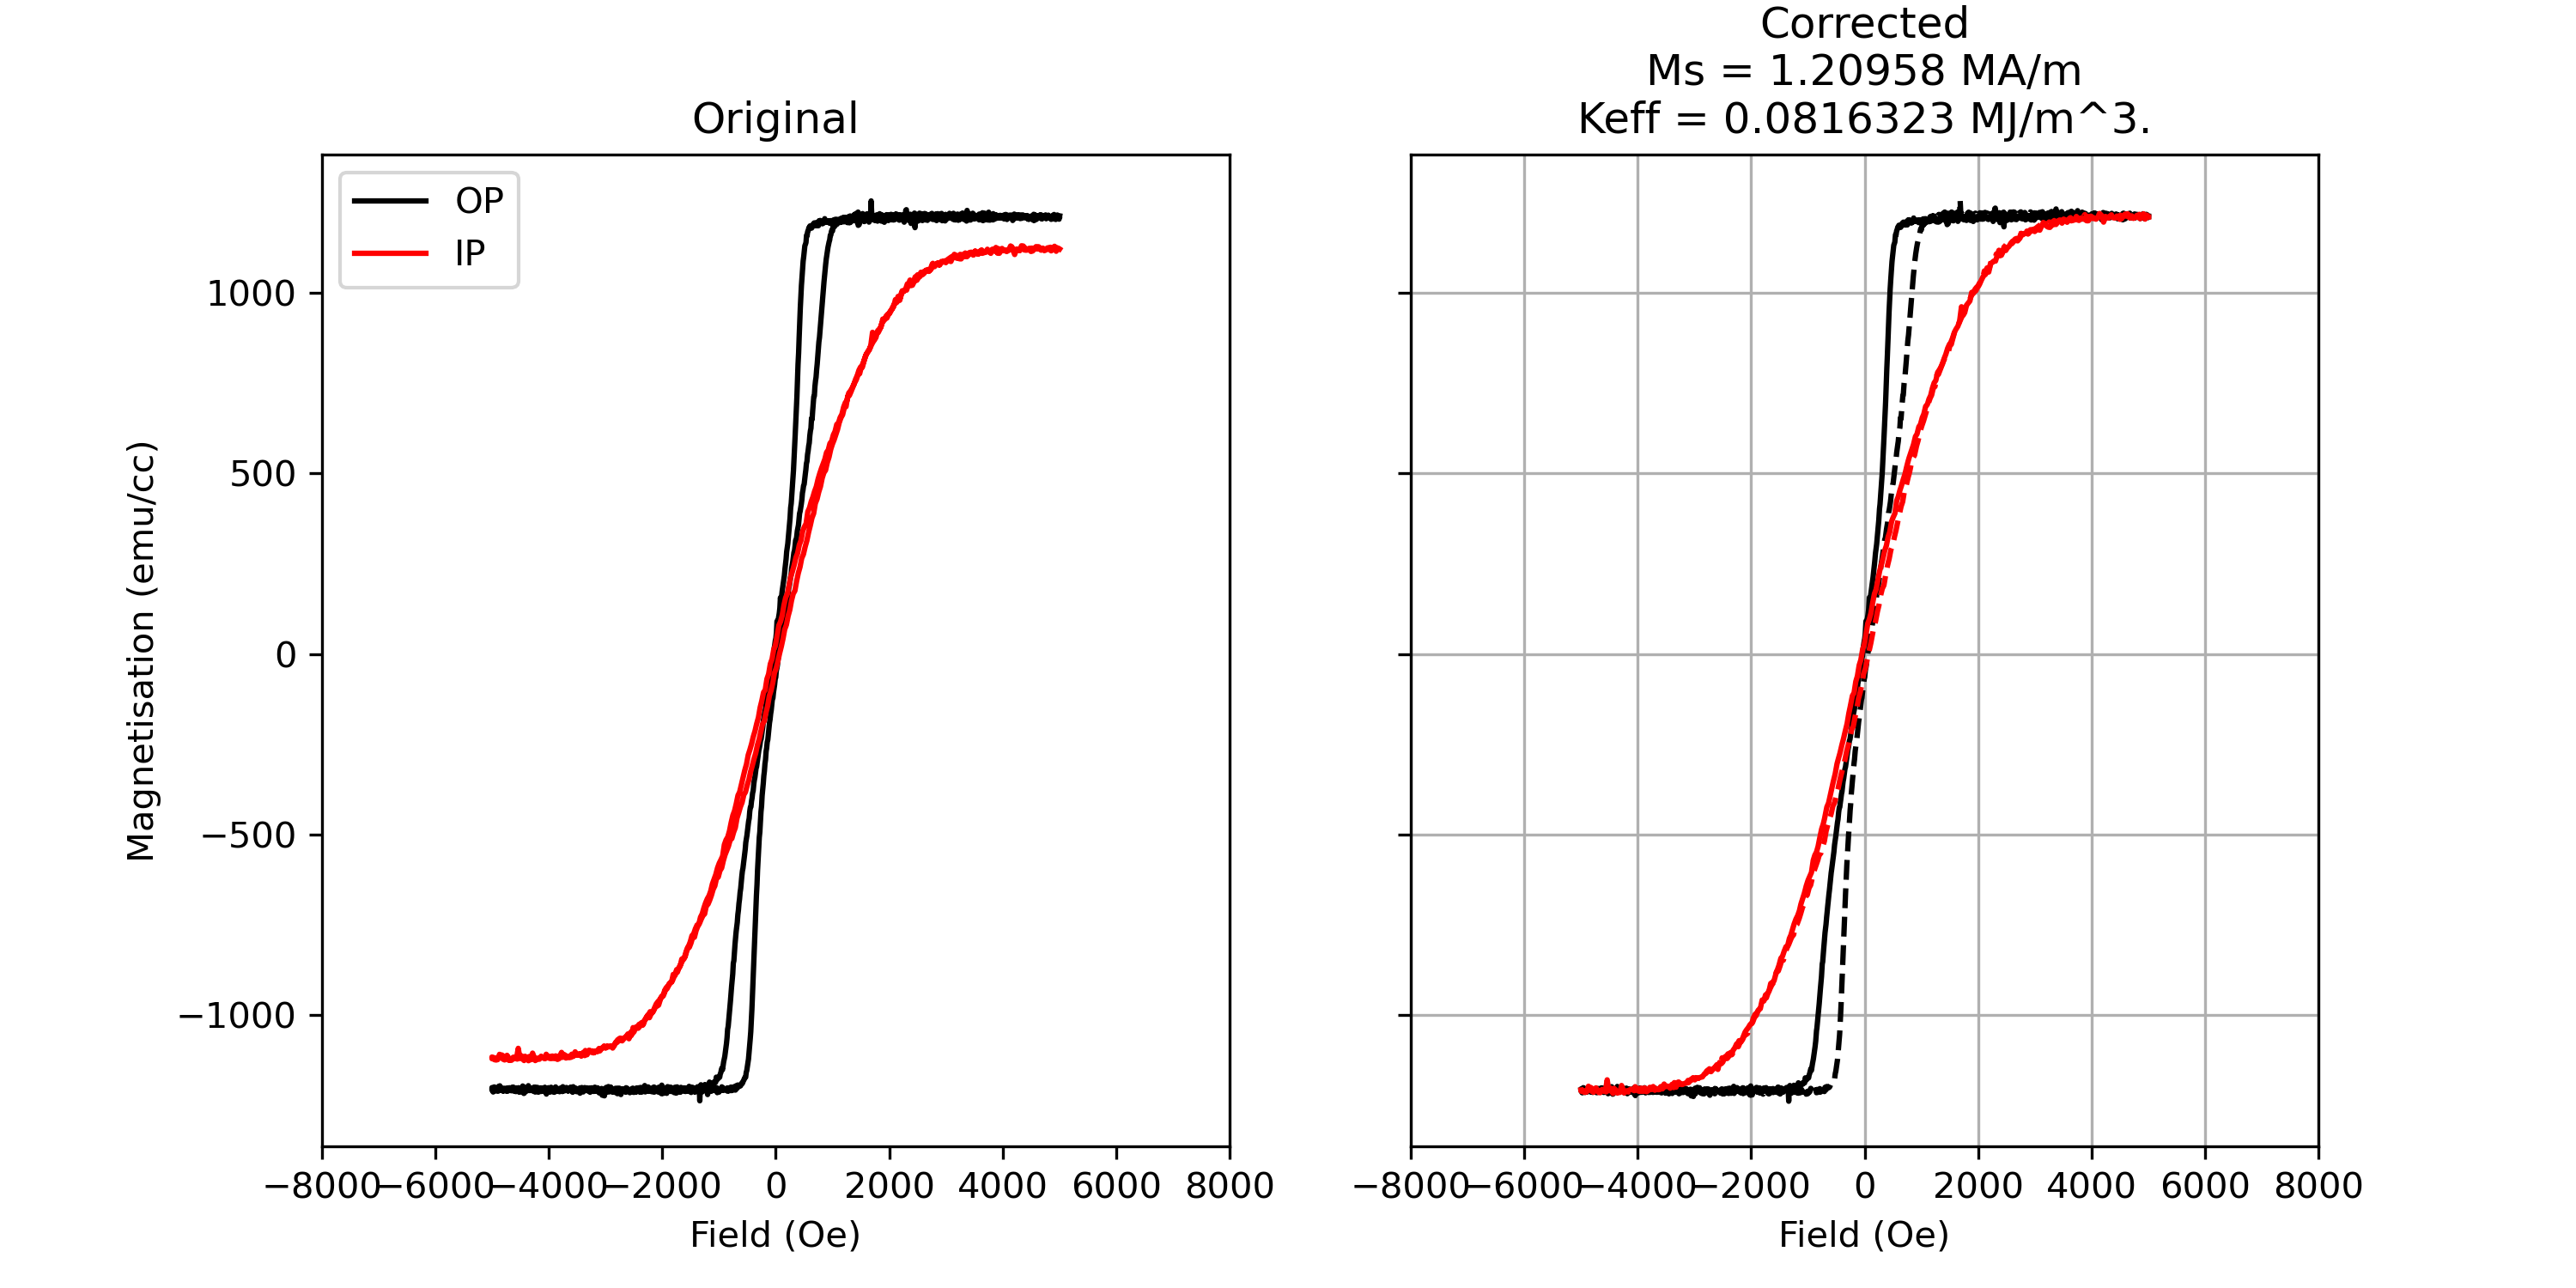 Original
OP
IP
1000
500
0
−500
−1000
Magnetisation (emu/cc)
−8000 −6000 −4000 −2000 0 2000 4000 6000 8000
Field (Oe)
Corrected
Ms = 1.20958 MA/m
Keff = 0.0816323 MJ/m^3.
−8000 −6000 −4000 −2000 0 2000 4000 6000 8000
Field (Oe)